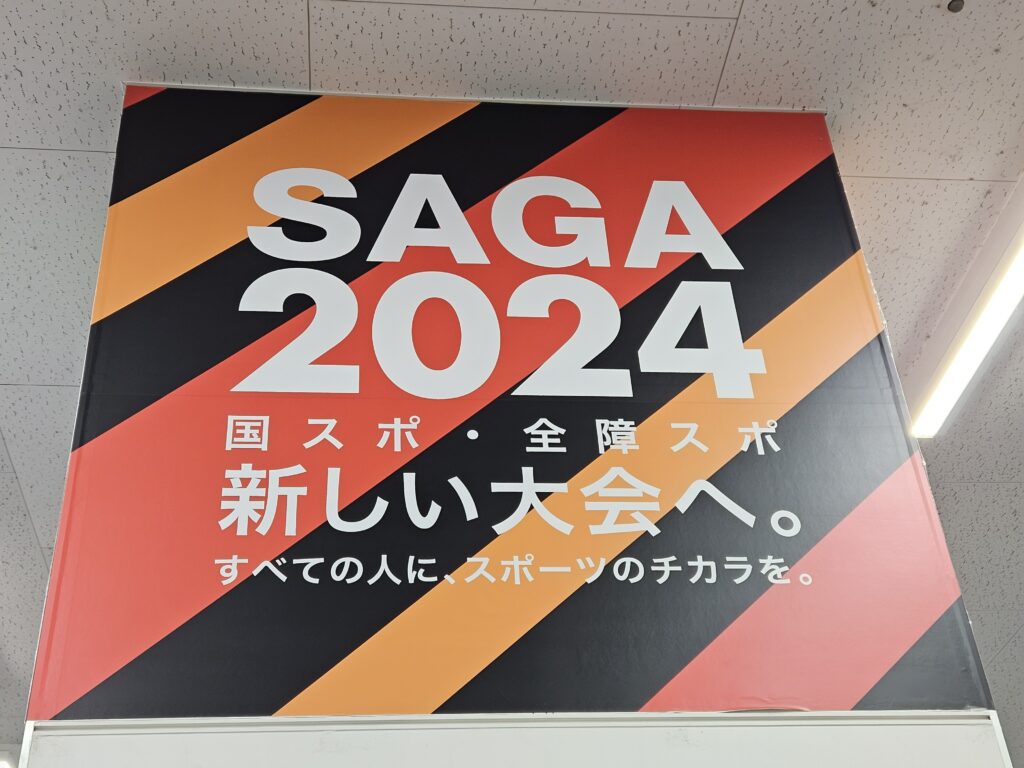 SAGA
2024
国スポ・全障スポ
新しい大会へ。
すべての人に、スポーツのチカラを。